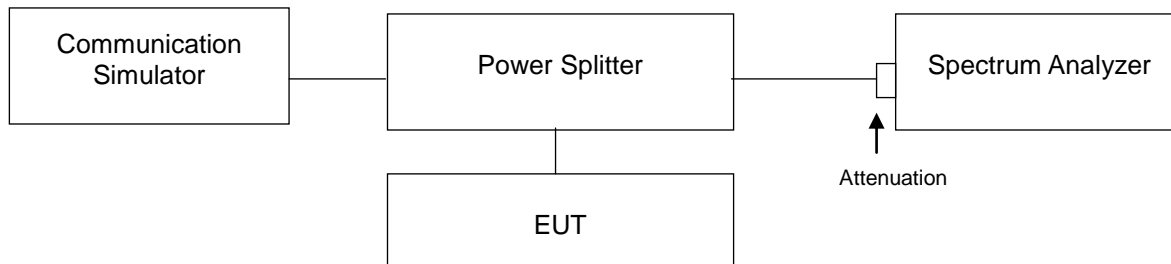 Communication
Simulator
Power Splitter
Spectrum Analyzer
Attenuation
EUT